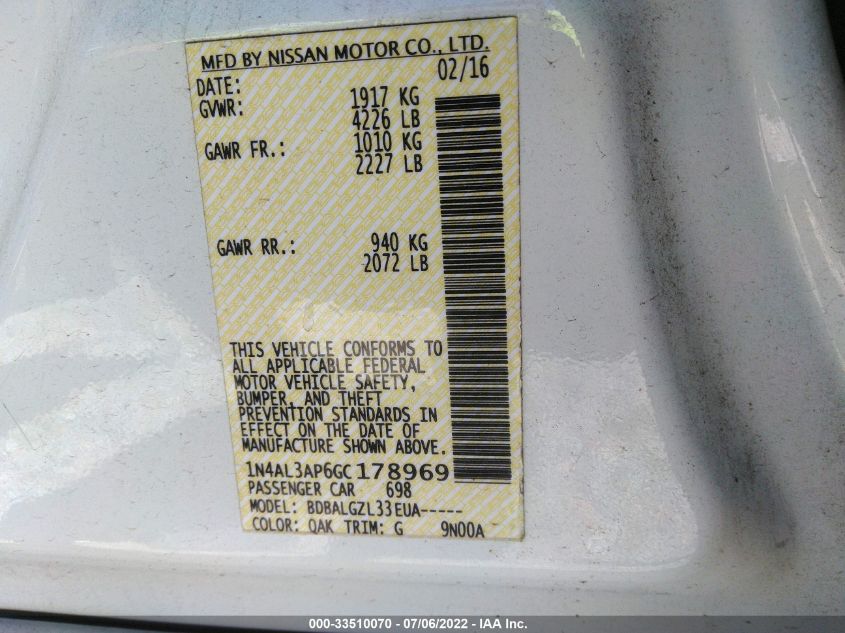 MFD BY NISSAN MOTOR CO., LTD.
DATE: 02/16
GVWR: 1917 KG
4226 LB
GAWR FR.: 1010 KG
2227 LB
GAWR RR.: 940 KG
2072 LB
THIS VEHICLE CONFORMS TO
ALL APPLICABLE FEDERAL
MOTOR VEHICLE SAFETY,
BUMPER, AND THEFT
PREVENTION STANDARDS IN
EFFECT ON THE DATE OF
MANUFACTURE SHOWN ABOVE.
1N4AL3AP6GC178969
PASSENGER CAR 698
MODEL: BDBALGZL33EUA-----
COLOR: QAK TRIM: G 9N00A
000-33510070 - 07/06/2022 - IAA Inc.